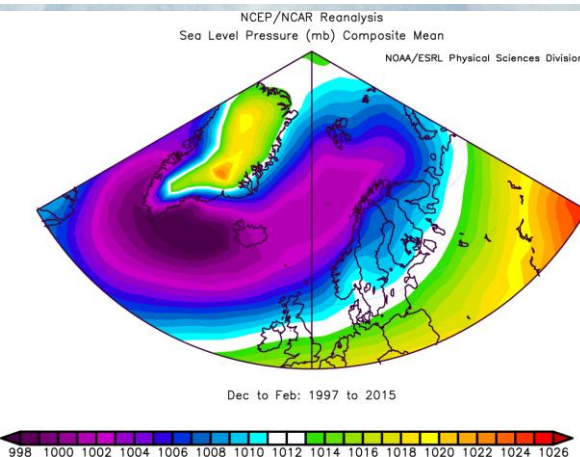 NCEP/NCAR Reanalysis
Sea Level Pressure (mb) Composite Mean
NOAA/ESRL Physical Sciences Division
Dec to Feb: 1997 to 2015
998 1000 1002 1004 1006 1008 1010 1012 1014 1016 1018 1020 1022 1024 1026